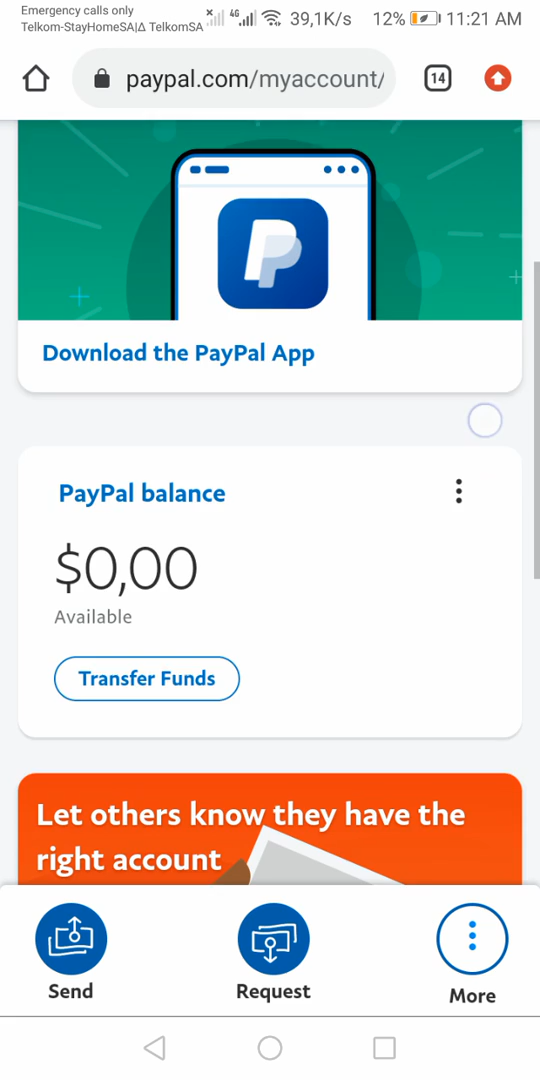 Emergency calls only
Telkom-StayHomeSA|Δ TelkomSA 4G 39,1K/s 12% 11:21 AM
paypal.com/myaccount/ 14
Download the PayPal App
PayPal balance
$0,00
Available
Transfer Funds
Let others know they have the
right account
Send Request More